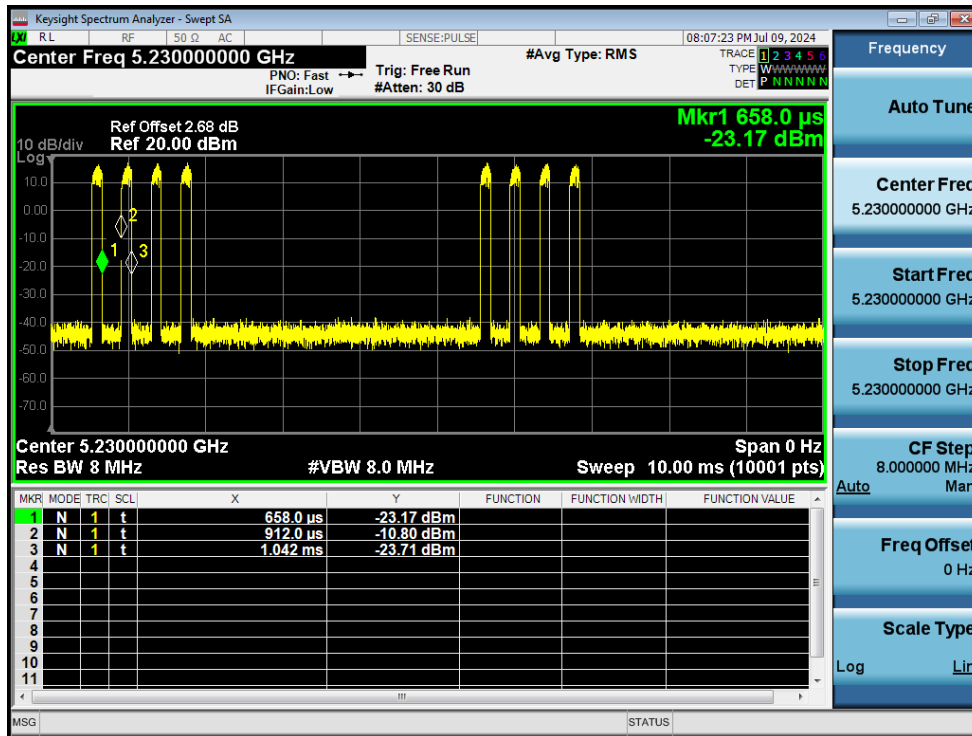 Keysight Spectrum Analyzer - Swept SA
LXI RL RF 50 Ω AC SENSE:PULSE 08:07:23 PM Jul 09, 2024
Center Freq 5.230000000 GHz
PNO: Fast
IFGain:Low
Trig: Free Run
#Atten: 30 dB
#Avg Type: RMS
TRACE 1 2 3 4 5 6
TYPE WWWWWW
DET P N N N N N
Mkr1 658.0 µs
-23.17 dBm
Ref Offset 2.68 dB
10 dB/div Ref 20.00 dBm
Log
10.0
0.00
-10.0
-20.0
-30.0
-40.0
-50.0
-60.0
-70.0
1
2
3
Center 5.230000000 GHz Span 0 Hz
Res BW 8 MHz #VBW 8.0 MHz Sweep 10.00 ms (10001 pts)
MKR MODE TRC SCL X Y FUNCTION FUNCTION WIDTH FUNCTION VALUE
1 N 1 t 658.0 µs -23.17 dBm
2 N 1 t 912.0 µs -10.80 dBm
3 N 1 t 1.042 ms -23.71 dBm
4
5
6
7
8
9
10
11
MSG STATUS
Frequency
Auto Tune
Center Freq
5.230000000 GHz
Start Freq
5.230000000 GHz
Stop Freq
5.230000000 GHz
CF Step
8.000000 MHz
Auto Man
Freq Offset
0 Hz
Scale Type
Log Lin